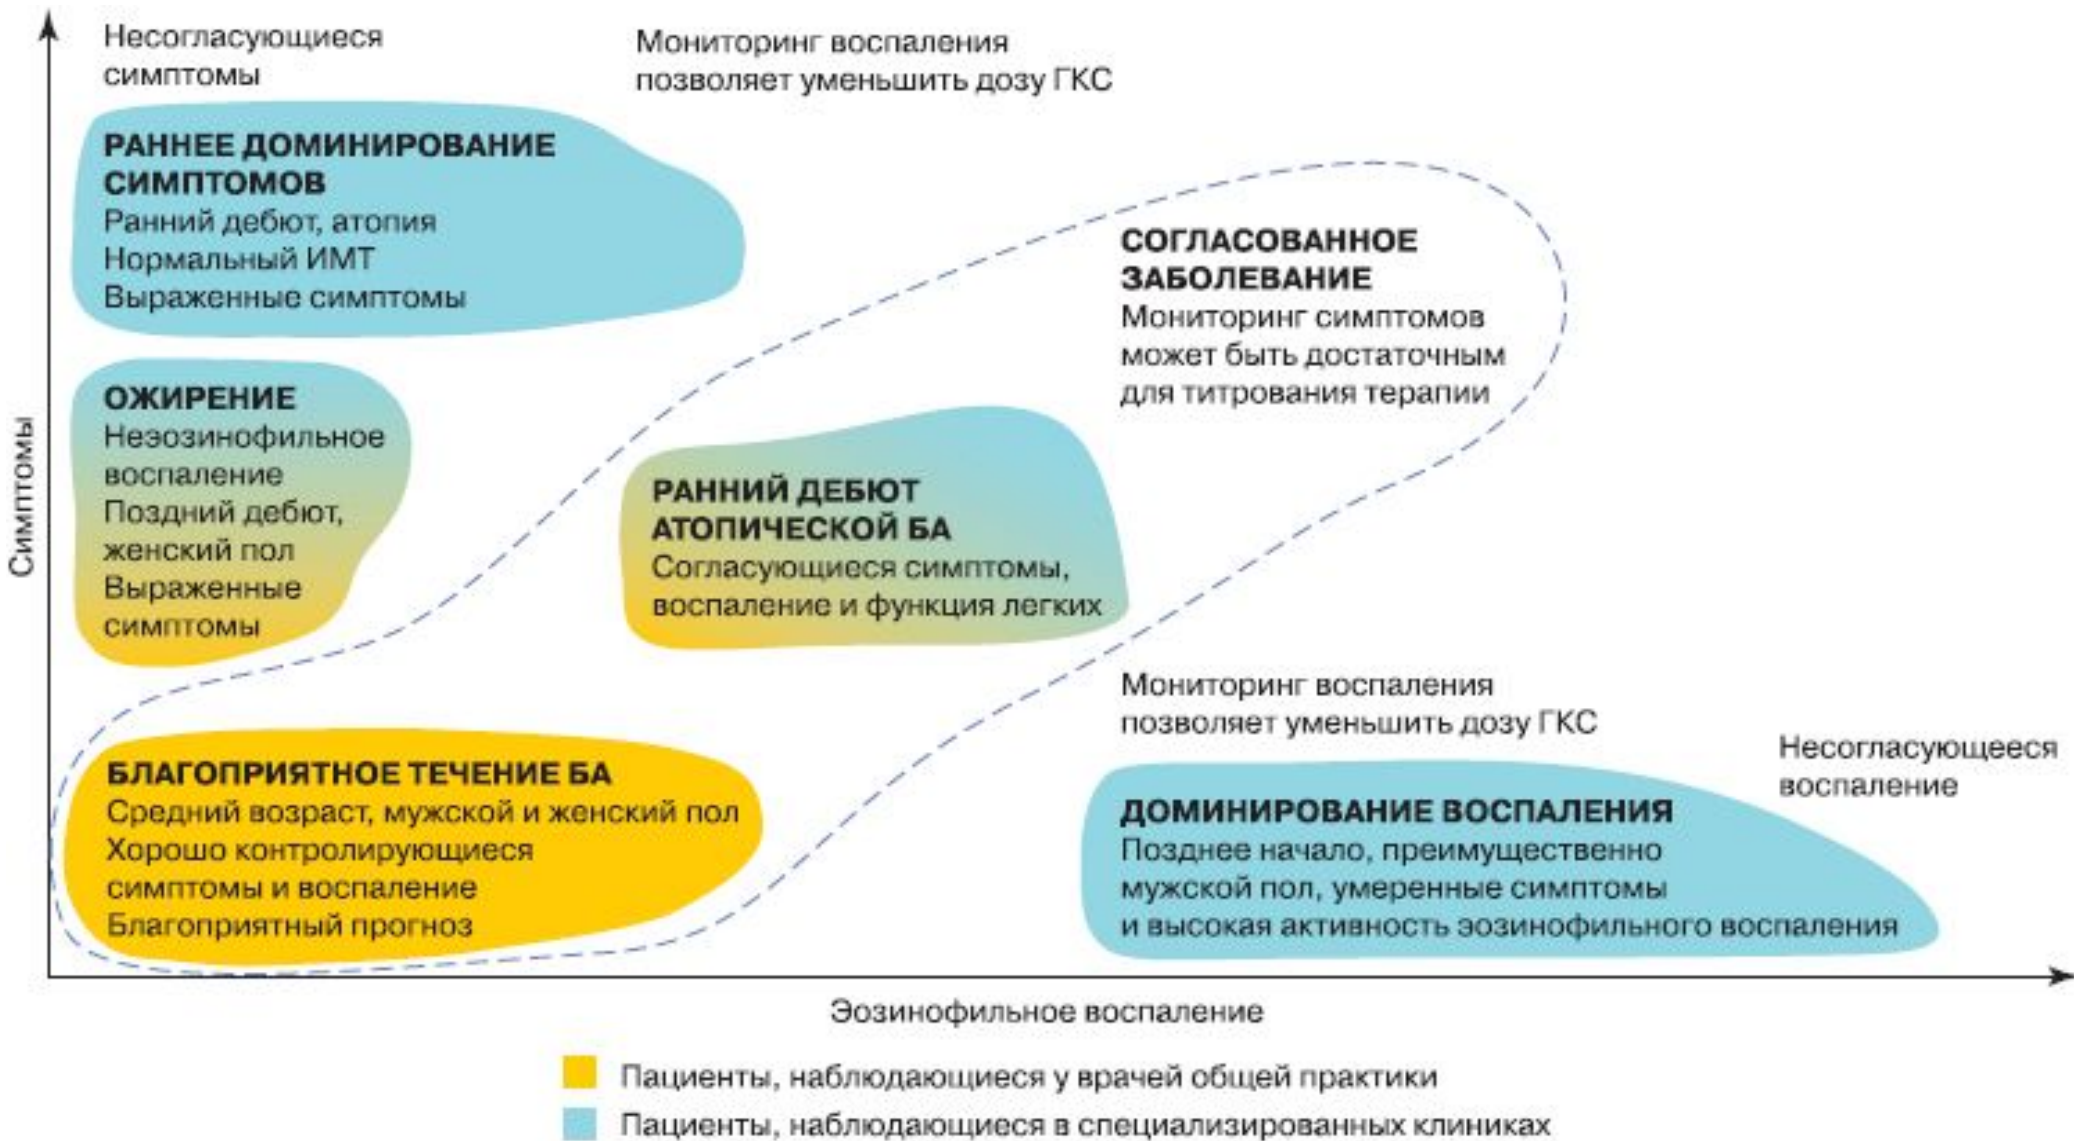 Несогласующиеся
симптомы
Мониторинг воспаления
позволяет уменьшить дозу ГКС
РАННЕЕ ДОМИНИРОВАНИЕ
СИМПТОМОВ
Ранний дебют, атопия
Нормальный ИМТ
Выраженные симптомы
СОГЛАСОВАННОЕ
ЗАБОЛЕВАНИЕ
Мониторинг симптомов
может быть достаточным
для титрования терапии
ОЖИРЕНИЕ
Неэозинофильное
воспаление
Поздний дебют,
женский пол
Выраженные
симптомы
РАННИЙ ДЕБЮТ
АТОПИЧЕСКОЙ БА
Согласующиеся симптомы,
воспаление и функция легких
Симптомы
Мониторинг воспаления
позволяет уменьшить дозу ГКС
Несогласующееся
воспаление
БЛАГОПРИЯТНОЕ ТЕЧЕНИЕ БА
Средний возраст, мужской и женский пол
Хорошо контролирующиеся
симптомы и воспаление
Благоприятный прогноз
ДОМИНИРОВАНИЕ ВОСПАЛЕНИЯ
Позднее начало, преимущественно
мужской пол, умеренные симптомы
и высокая активность эозинофильного воспаления
Эозинофильное воспаление
Пациенты, наблюдающиеся у врачей общей практики
Пациенты, наблюдающиеся в специализированных клиниках